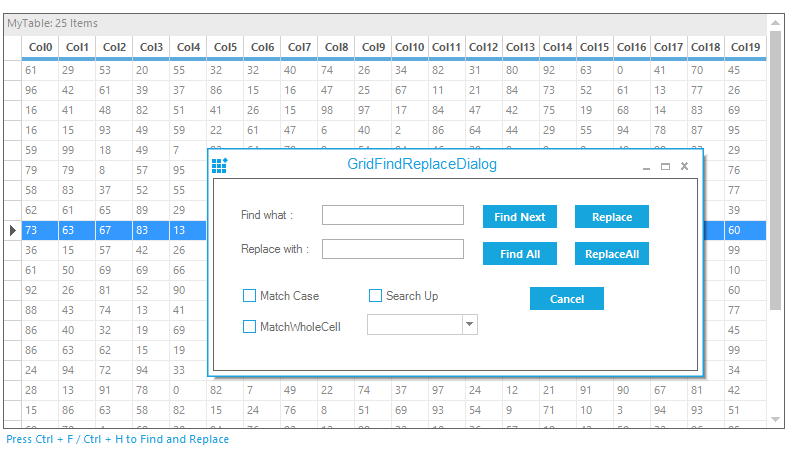 MyTable: 25 Items
Col0 Col1 Col2 Col3 Col4 Col5 Col6 Col7 Col8 Col9 Col10 Col11 Col12 Col13 Col14 Col15 Col16 Col17 Col18 Col19
61 29 53 20 55 32 32 40 74 26 34 82 31 80 92 63 0 41 70 45
96 42 61 39 37 86 15 16 47 25 67 11 21 84 73 52 61 13 77 26
16 41 48 82 51 41 26 15 98 97 17 84 47 42 75 19 68 14 83 69
16 15 93 49 59 22 61 47 6 40 2 86 64 44 29 55 94 78 87 95
59 99 18 49 7 29
79 79 8 57 95 76
58 83 37 52 55 77
62 61 65 89 29 39
73 63 67 83 13 60
36 15 57 42 26 99
61 50 69 69 66 10
92 26 81 52 90 60
88 43 74 13 41 77
86 40 32 19 69 45
86 63 62 15 19 99
24 94 72 94 33 34
28 13 91 78 0 82 7 49 22 74 37 97 24 12 21 91 90 67 81 42
15 86 63 58 82 15 24 76 8 51 69 93 54 9 71 10 3 94 93 51
GridFindReplaceDialog
Find what :
Find Next
Replace
Replace with :
Find All
ReplaceAll
Match Case
Search Up
Cancel
MatchWholeCell
Press Ctrl + F / Ctrl + H to Find and Replace